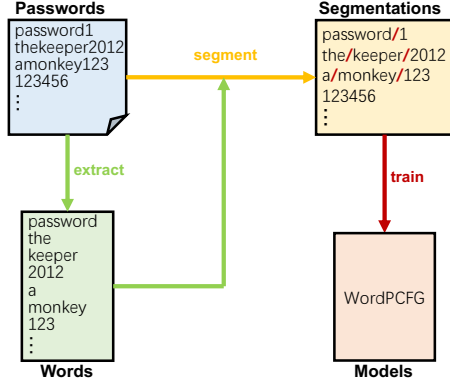 Passwords
password1
thekeeper2012
amonkey123
123456
⋮
segment
Segmentations
password/1
the/keeper/2012
a/monkey/123
123456
⋮
extract
train
password
the
keeper
2012
a
monkey
123
⋮
Words
WordPCFG
Models